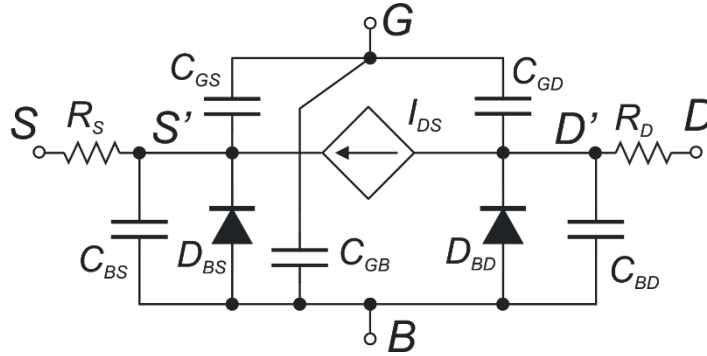 G
C_GS
C_GD
S
R_S
S'
I_DS
D'
R_D
D
C_BS
D_BS
C_GB
D_BD
C_BD
B